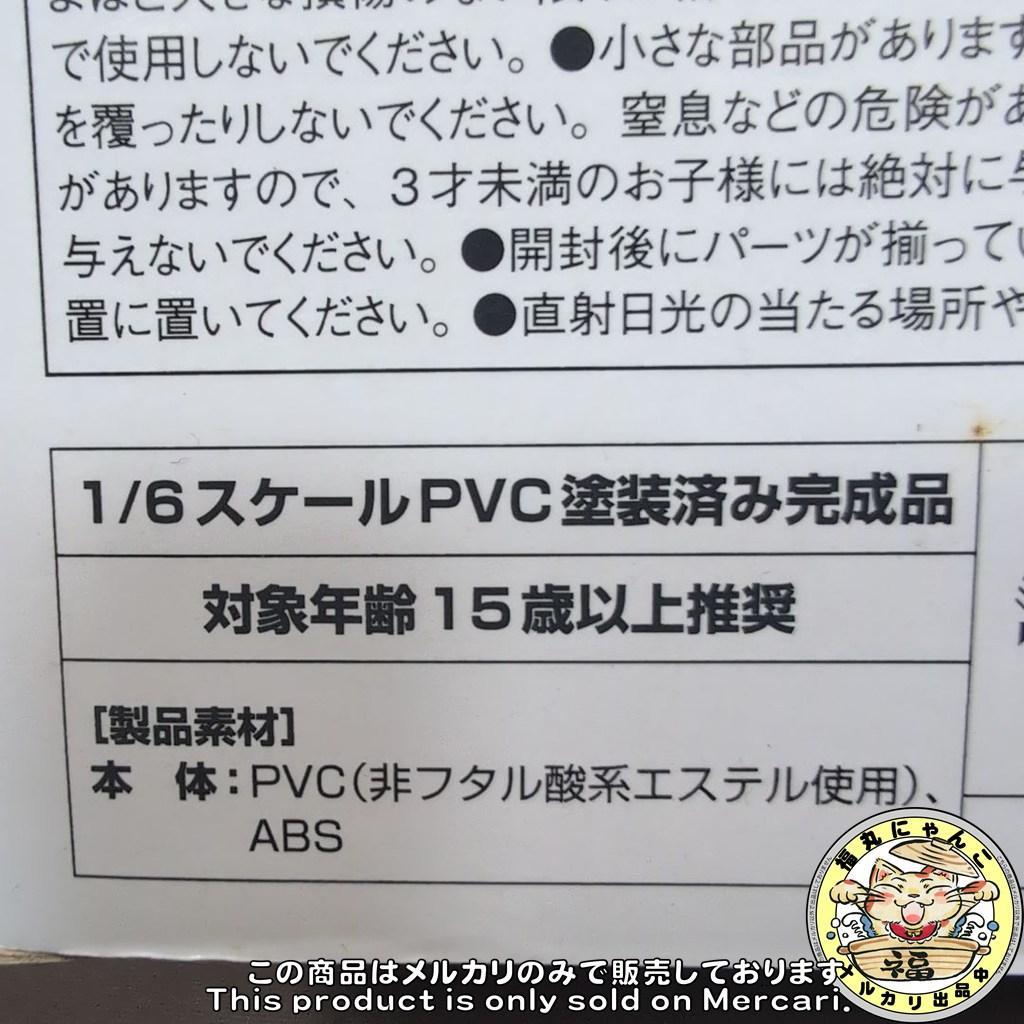 で使用しないでください。●小さな部品があります
を覆ったりしないでください。窒息などの危険があ
がありますので、3才未満のお子様には絶対に与
与えないでください。●開封後にパーツが揃ってい
置に置いてください。●直射日光の当たる場所や
1/6スケールPVC塗装済み完成品
対象年齢15歳以上推奨
[製品素材]
本 体:PVC(非フタル酸系エステル使用)、
ABS
福丸にゃんこ
福
メルカリ出品中
この商品はメルカリのみで販売しております。
This product is only sold on Mercari.